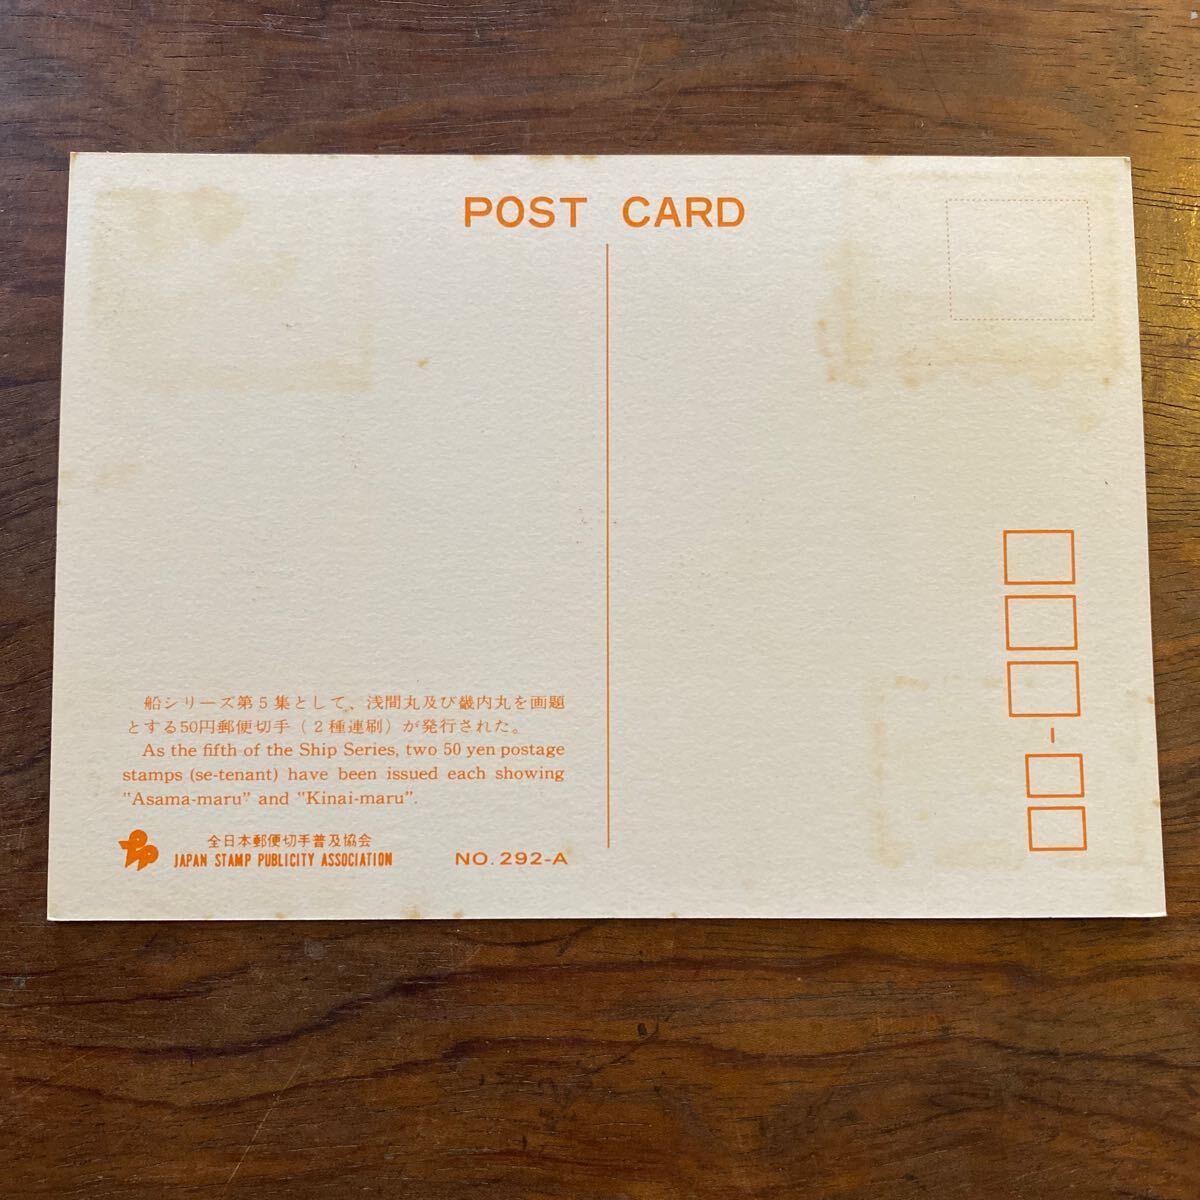 POST CARD
船シリーズ第5集として、浅間丸及び畿内丸を画題
とする50円郵便切手(2種連刷)が発行された。
As the fifth of the Ship Series, two 50 yen postage
stamps (se-tenant) have been issued each showing
"Asama-maru" and "Kinai-maru".
全日本郵便切手普及協会
JAPAN STAMP PUBLICITY ASSOCIATION
NO. 292-A